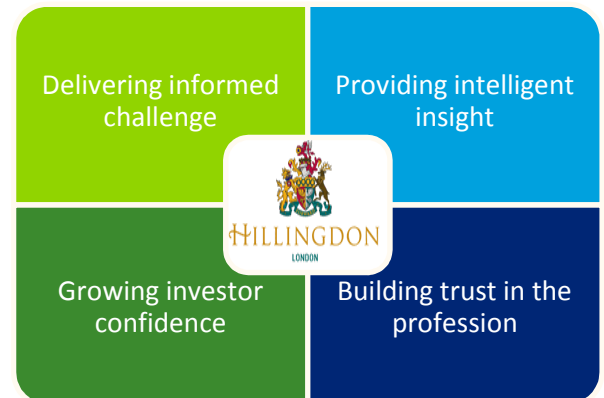 Delivering informed
challenge
Providing intelligent
insight
HILLINGDON
LONDON
Growing investor
confidence
Building trust in the
profession